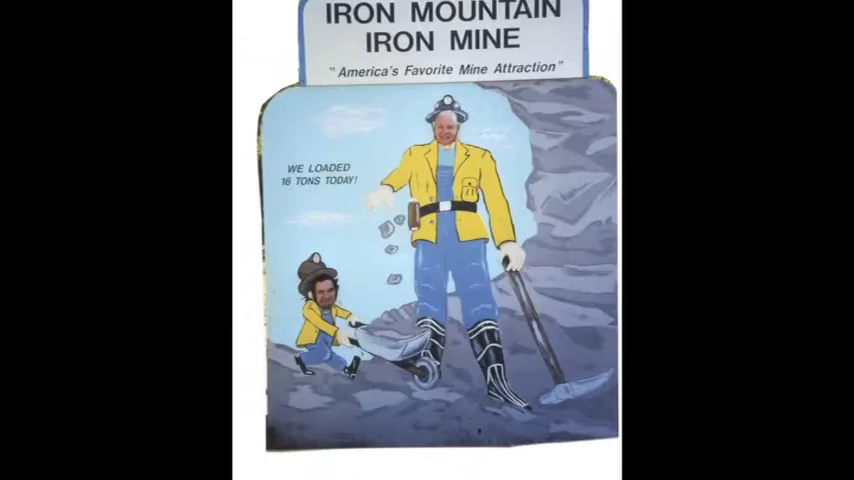 IRON MOUNTAIN
IRON MINE
"America's Favorite Mine Attraction"
WE LOADED
16 TONS TODAY!